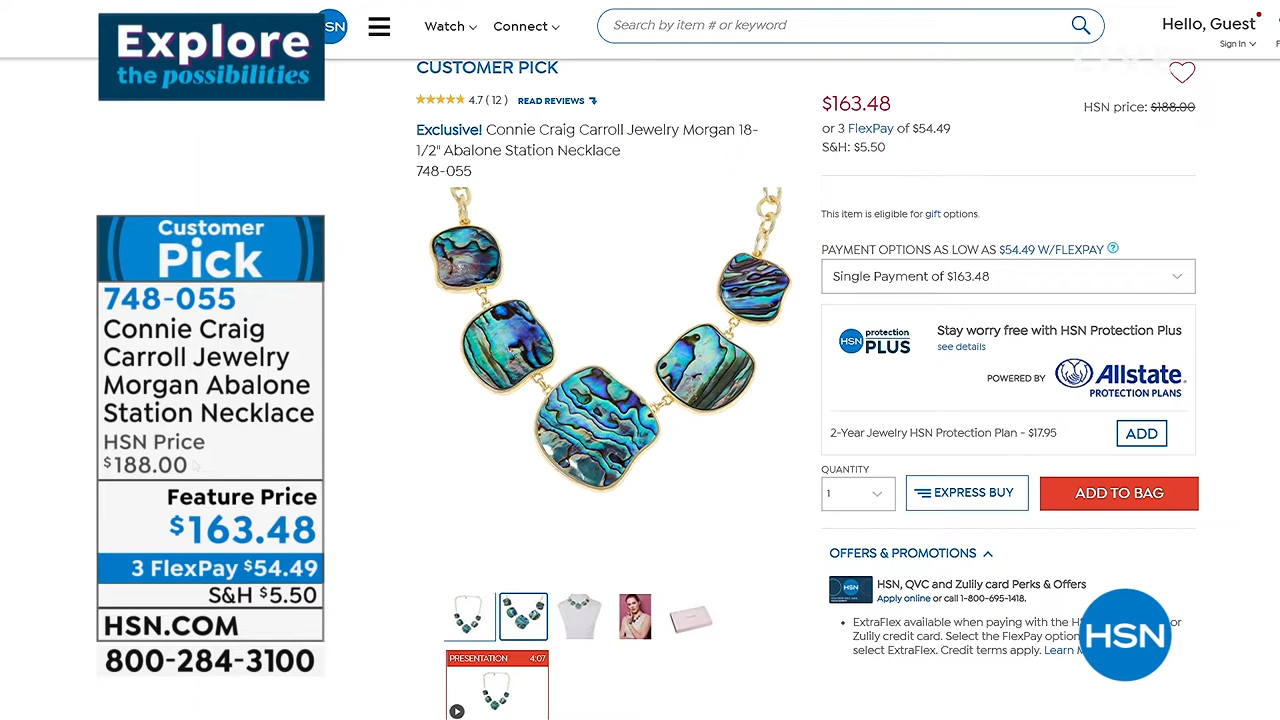 Explore
the possibilities
HSN
Watch
Connect
Search by item # or keyword
Hello, Guest
Sign In
CUSTOMER PICK
4.7 ( 12 ) READ REVIEWS
Exclusive! Connie Craig Carroll Jewelry Morgan 18-
1/2" Abalone Station Necklace
748-055
$163.48
HSN price: $188.00
or 3 FlexPay of $54.49
S&H: $5.50
This item is eligible for gift options.
PAYMENT OPTIONS AS LOW AS $54.49 W/FLEXPAY ?
Single Payment of $163.48
HSN protection
PLUS
Stay worry free with HSN Protection Plus
see details
POWERED BY Allstate.
PROTECTION PLANS
2-Year Jewelry HSN Protection Plan - $17.95
ADD
QUANTITY
1
EXPRESS BUY
ADD TO BAG
OFFERS & PROMOTIONS
HSN
HSN, QVC and Zulily card Perks & Offers
Apply online or call 1-800-695-1418.
ExtraFlex available when paying with the H
or
Zulily credit card. Select the FlexPay option
select ExtraFlex. Credit terms apply. Learn
HSN
PRESENTATION 4:07
Customer
Pick
748-055
Connie Craig
Carroll Jewelry
Morgan Abalone
Station Necklace
HSN Price
$188.00
Feature Price
$163.48
3 FlexPay $54.49
S&H $5.50
HSN.COM
800-284-3100